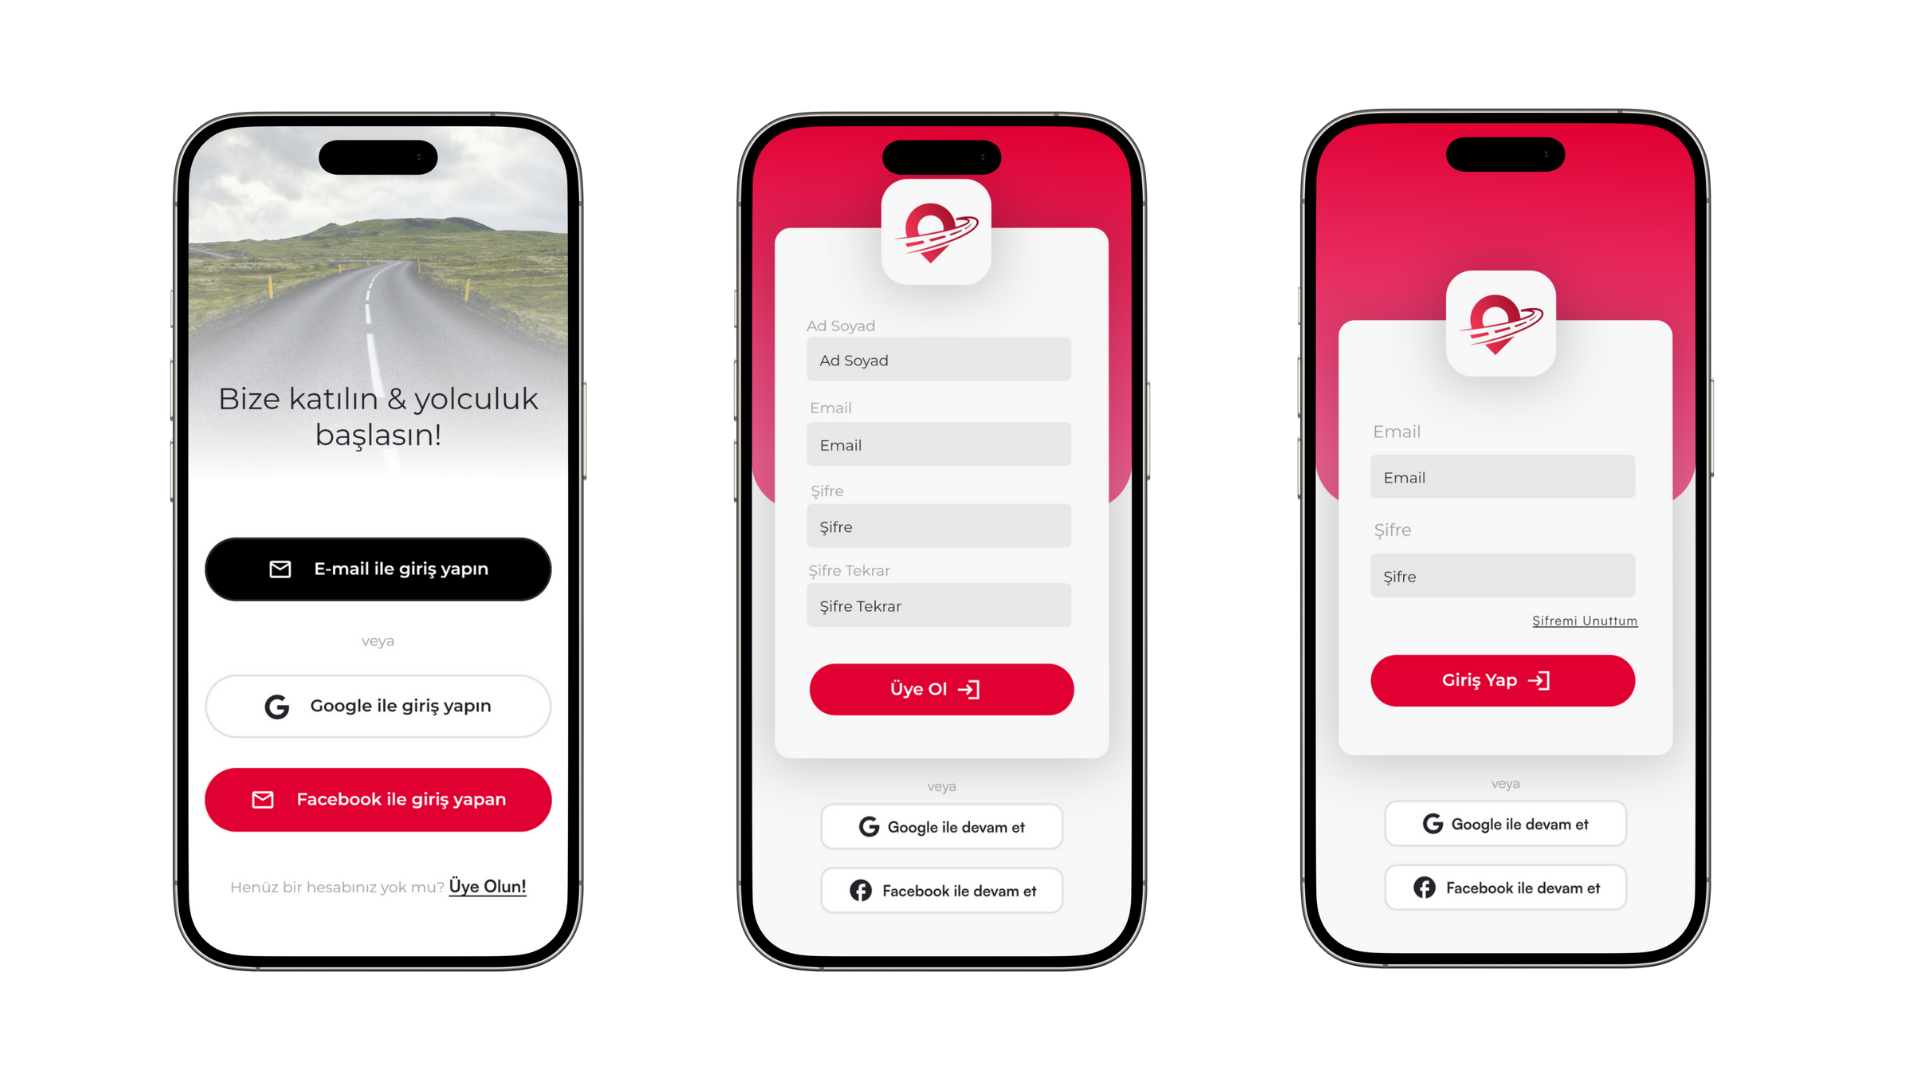 Bize katılın & yolculuk
başlasın!
E-mail ile giriş yapın
veya
Google ile giriş yapın
Facebook ile giriş yapan
Henüz bir hesabınız yok mu? Üye Olun!
Ad Soyad
Ad Soyad
Email
Email
Şifre
Şifre
Şifre Tekrar
Şifre Tekrar
Üye Ol
veya
Google ile devam et
Facebook ile devam et
Email
Email
Şifre
Şifre
Şifremi Unuttum
Giriş Yap
veya
Google ile devam et
Facebook ile devam et